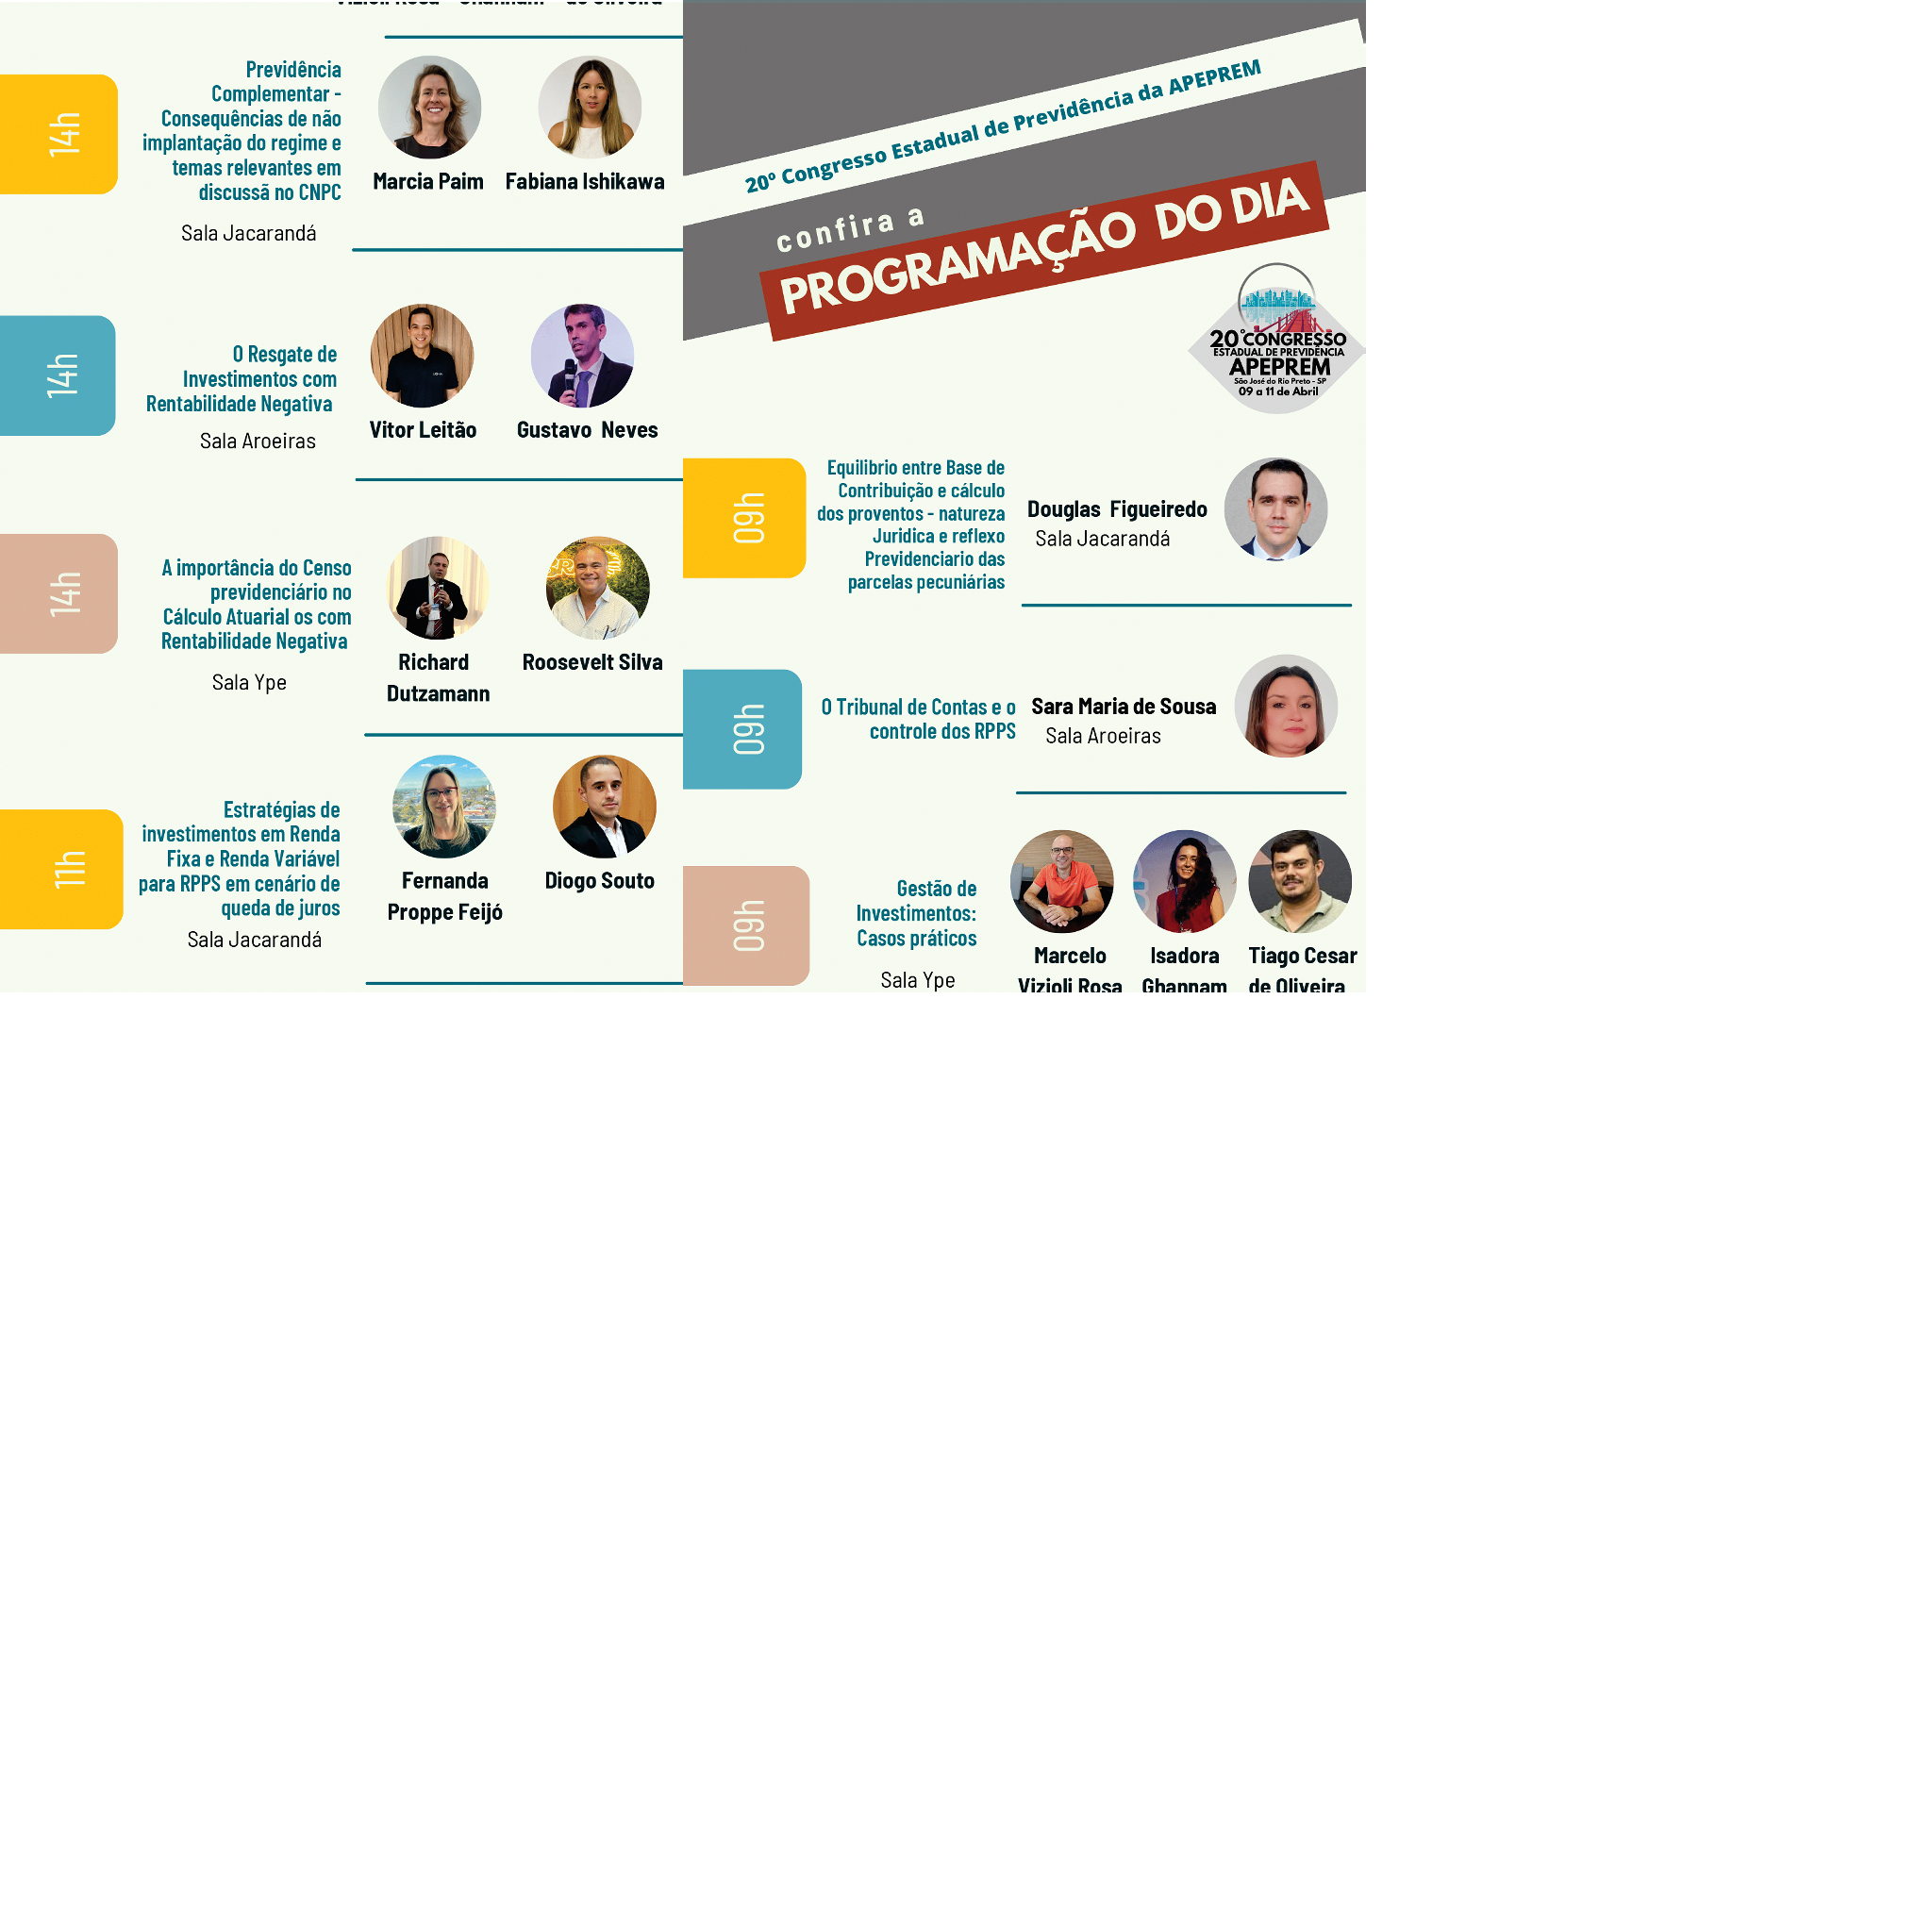 Vizioli Rosa Ghannam de Oliveira
14h
Previdência
Complementar -
Consequências de não
implantação do regime e
temas relevantes em
discussã no CNPC
Sala Jacarandá
Marcia Paim
Fabiana Ishikawa
14h
O Resgate de
Investimentos com
Rentabilidade Negativa
Sala Aroeiras
Vitor Leitão
Gustavo Neves
14h
A importância do Censo
previdenciário no
Cálculo Atuarial os com
Rentabilidade Negativa
Sala Ype
Richard
Dutzamann
Roosevelt Silva
11h
Estratégias de
investimentos em Renda
Fixa e Renda Variável
para RPPS em cenário de
queda de juros
Sala Jacarandá
Fernanda
Proppe Feijó
Diogo Souto
20º Congresso Estadual de Previdência da APEPREM
confira a
PROGRAMAÇÃO DO DIA
20º CONGRESSO
ESTADUAL DE PREVIDÊNCIA
APEPREM
São José do Rio Preto - SP
09 a 11 de Abril
09h
Equilibrio entre Base de
Contribuição e cálculo
dos proventos - natureza
Juridica e reflexo
Previdenciario das
parcelas pecuniárias
Douglas Figueiredo
Sala Jacarandá
09h
O Tribunal de Contas e o
controle dos RPPS
Sara Maria de Sousa
Sala Aroeiras
09h
Gestão de
Investimentos:
Casos práticos
Sala Ype
Marcelo
Vizioli Rosa
Isadora
Ghannam
Tiago Cesar
de Oliveira